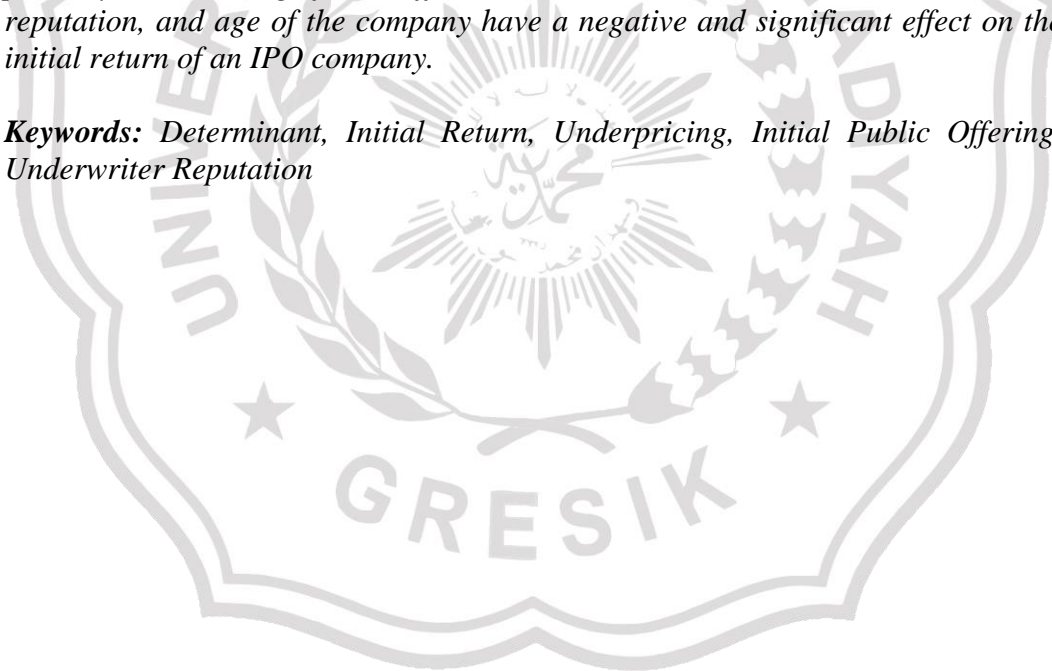 reputation, and age of the company have a negative and significant effect on the
initial return of an IPO company.
Keywords: Determinant, Initial Return, Underpricing, Initial Public Offering
Underwriter Reputation
GRESIK